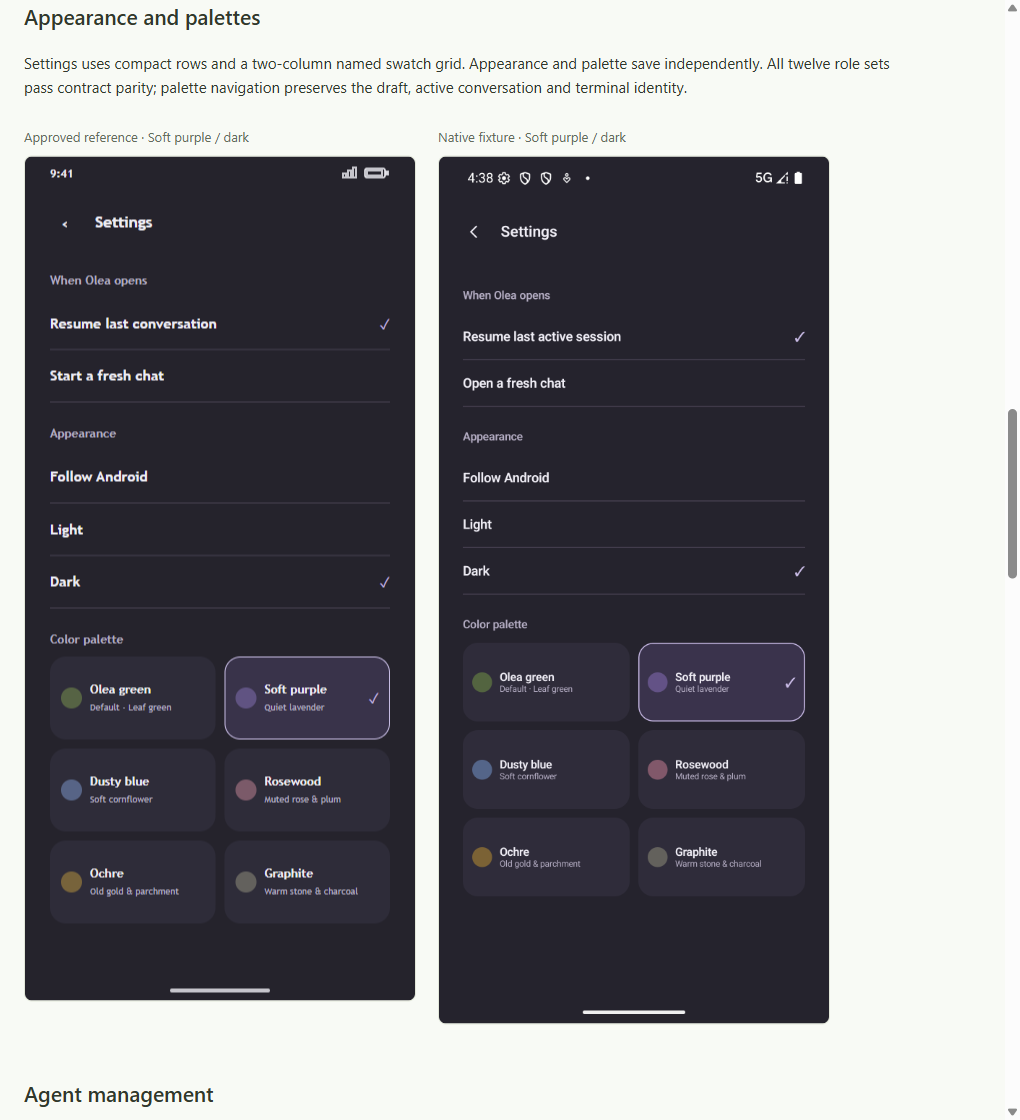 Appearance and palettes
Settings uses compact rows and a two-column named swatch grid. Appearance and palette save independently. All twelve role sets
pass contract parity; palette navigation preserves the draft, active conversation and terminal identity.
Approved reference · Soft purple / dark
9:41
Settings
When Olea opens
Resume last conversation
Start a fresh chat
Appearance
Follow Android
Light
Dark
Color palette
Olea green
Default · Leaf green
Soft purple
Quiet lavender
Dusty blue
Soft cornflower
Rosewood
Muted rose & plum
Ochre
Old gold & parchment
Graphite
Warm stone & charcoal
Native fixture · Soft purple / dark
4:38
5G
Settings
When Olea opens
Resume last active session
Open a fresh chat
Appearance
Follow Android
Light
Dark
Color palette
Olea green
Default · Leaf green
Soft purple
Quiet lavender
Dusty blue
Soft cornflower
Rosewood
Muted rose & plum
Ochre
Old gold & parchment
Graphite
Warm stone & charcoal
Agent management